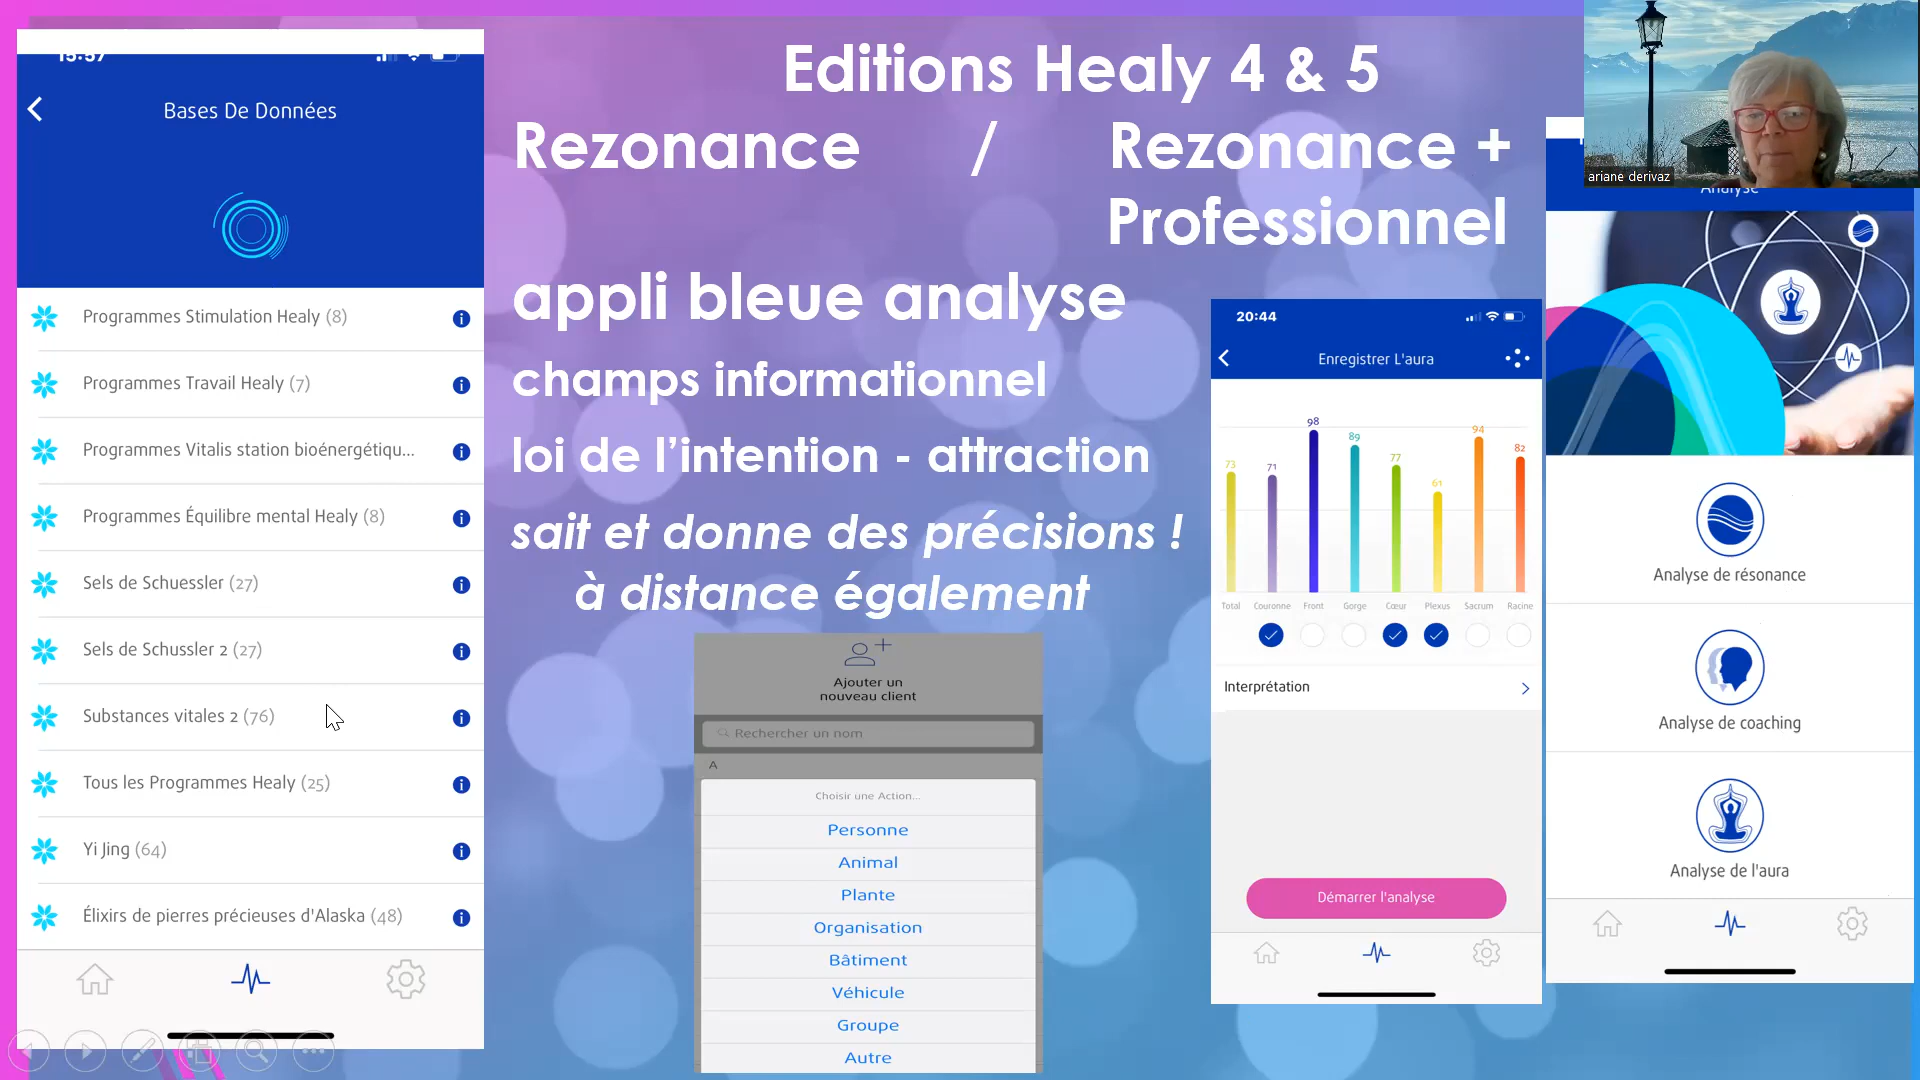 15:57
Bases De Données
Programmes Stimulation Healy (8)
Programmes Travail Healy (7)
Programmes Vitalis station bioénergétiqu...
Programmes Équilibre mental Healy (8)
Sels de Schuessler (27)
Sels de Schussler 2 (27)
Substances vitales 2 (76)
Tous les Programmes Healy (25)
Yi Jing (64)
Élixirs de pierres précieuses d'Alaska (48)
Editions Healy 4 & 5
Rezonance / Rezonance +
Professionnel
appli bleue analyse
champs informationnel
loi de l’intention - attraction
sait et donne des précisions !
à distance également
Ajouter un
nouveau client
Rechercher un nom
A
Choisir une Action...
Personne
Animal
Plante
Organisation
Bâtiment
Véhicule
Groupe
Autre
20:44
Enregistrer L'aura
73 71 98 89 77 61 94 82
Total Couronne Front Gorge Cœur Plexus Sacrum Racine
Interprétation
Démarrer l'analyse
ariane derivaz
Analyse
Analyse de résonance
Analyse de coaching
Analyse de l'aura